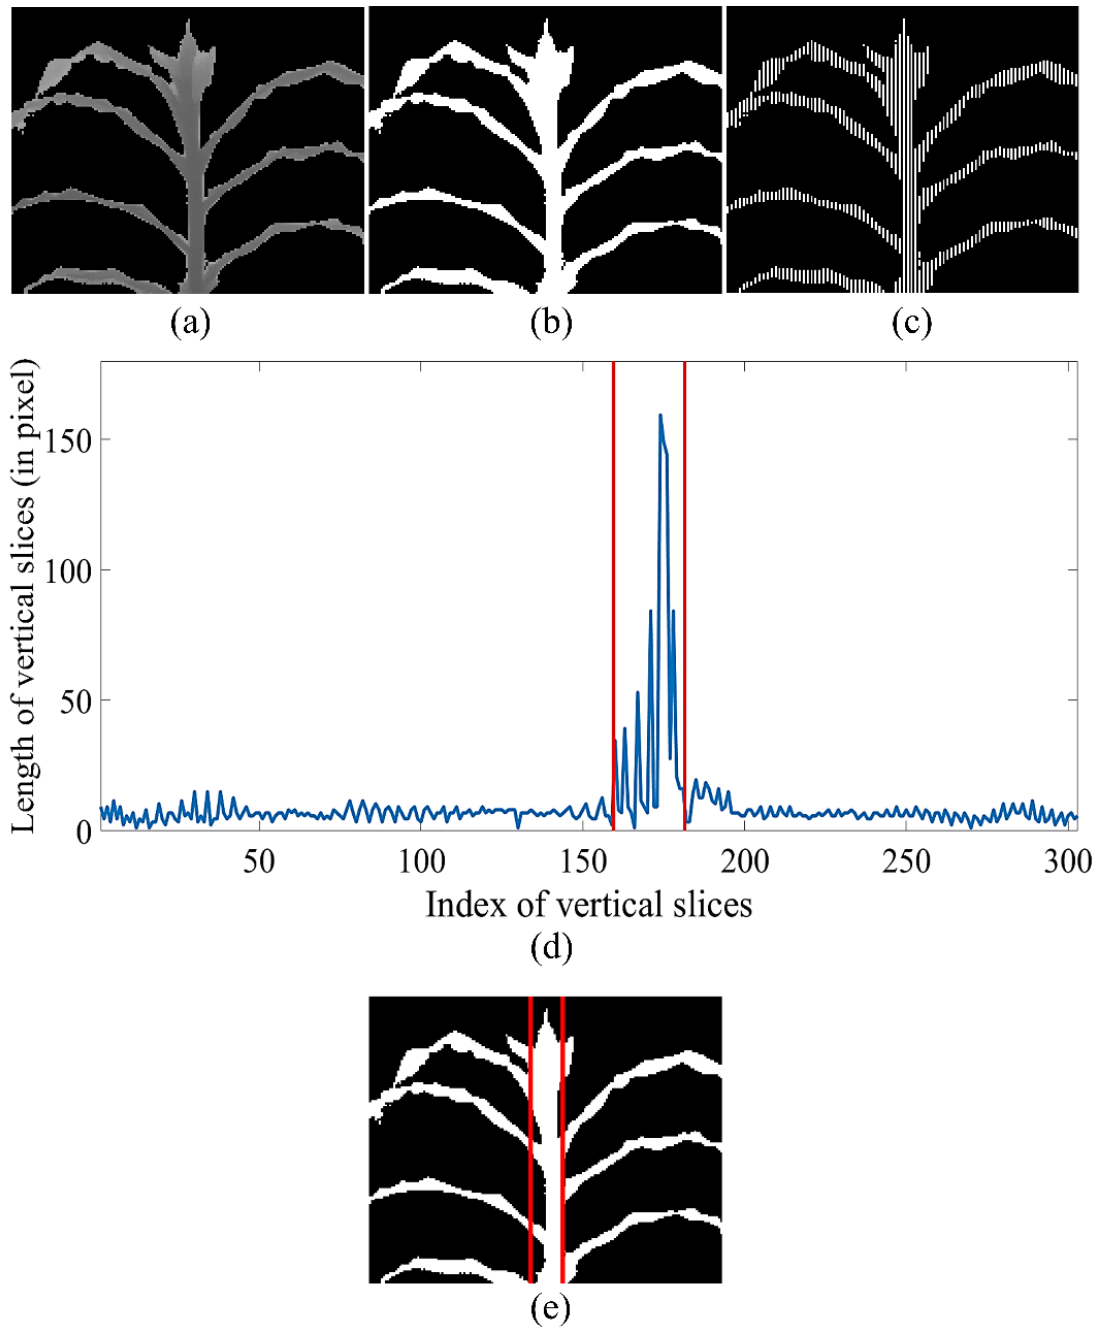 (a)
(b)
(c)
Length of vertical slices (in pixel)
150
100
50
0
50
100
150
200
250
300
Index of vertical slices
(d)
(e)